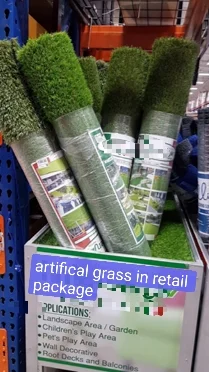 artifical grass in retail
package
APPLICATIONS:
• Landscape Area / Garden
• Children's Play Area
• Pet's Play Area
• Wall Decorative
• Roof Decks and Balconies